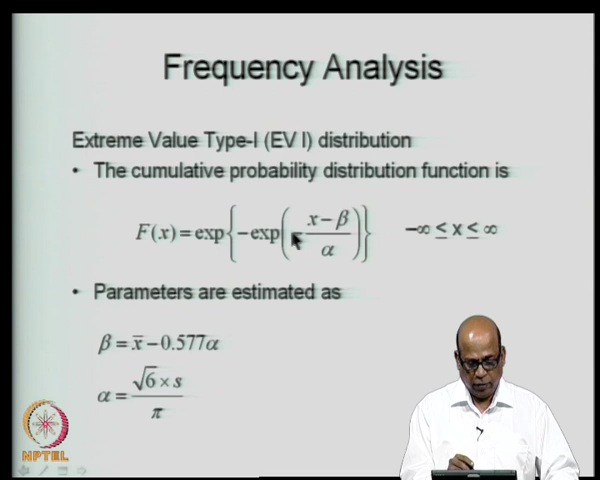 Frequency Analysis
Extreme Value Type-I (EV I) distribution
• The cumulative probability distribution function is
F(x) = exp{-exp(-(x-β)/α)}    -∞ ≤ x ≤ ∞
• Parameters are estimated as
β = x̄ - 0.577α
α = √6 × s / π
NPTEL